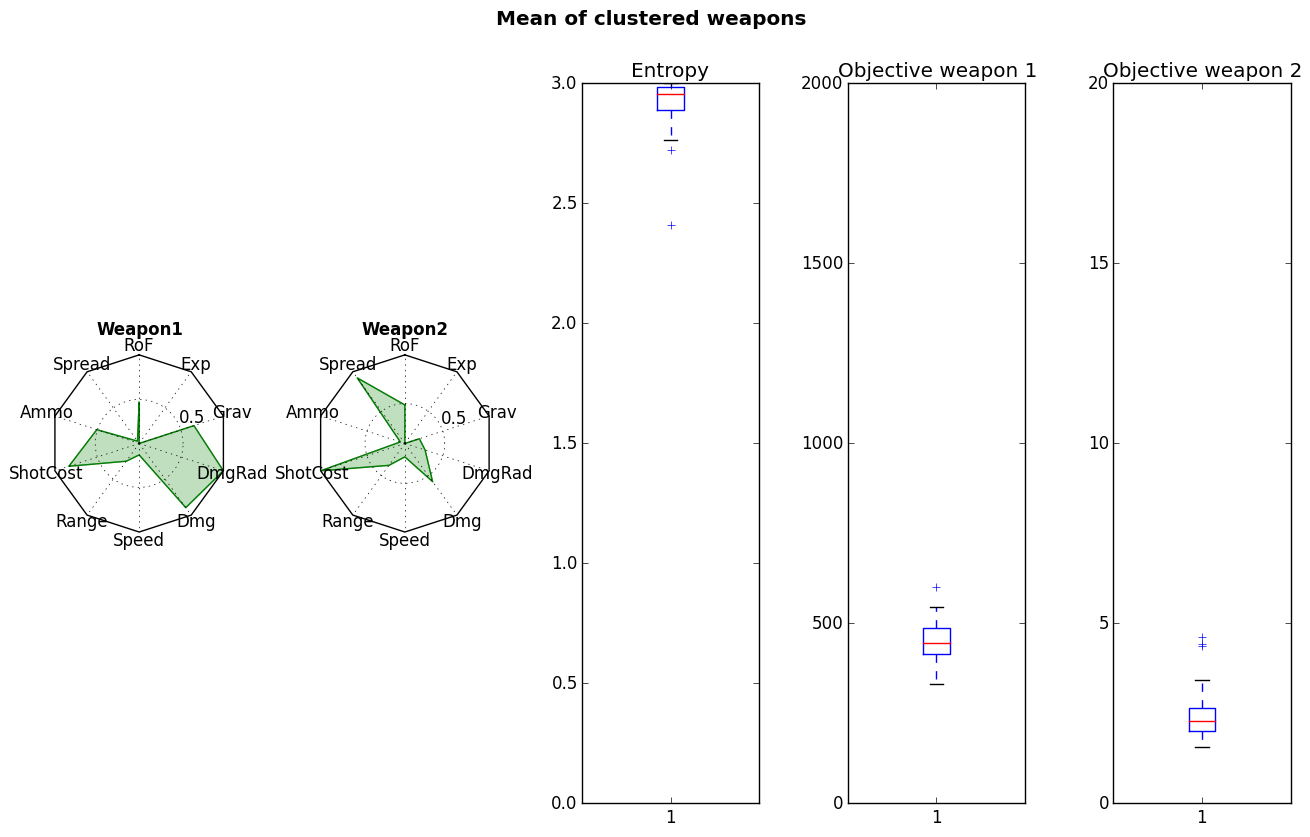 Mean of clustered weapons
Weapon1
RoF
Exp
Grav
DmgRad
Dmg
Speed
Range
ShotCost
Ammo
Spread
0.5
Weapon2
RoF
Exp
Grav
DmgRad
Dmg
Speed
Range
ShotCost
Ammo
Spread
0.5
Entropy
3.0
2.5
2.0
1.5
1.0
0.5
0.0
1
Objective weapon 1
2000
1500
1000
500
0
1
Objective weapon 2
20
15
10
5
0
1